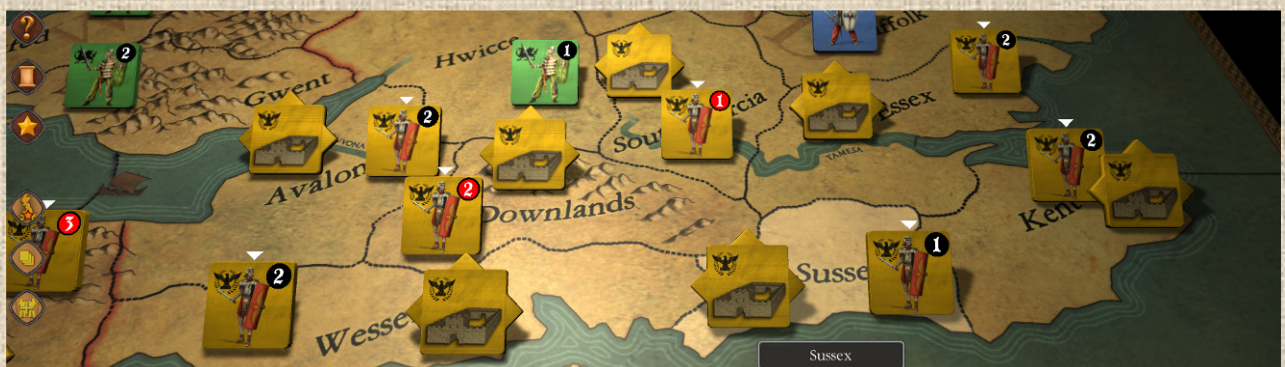 2
Hwicce
1
Suffolk
2
Gwent
2
1
Essex
TAMESA
2
Avalon
2
Downlands
Kent
3
2
Sussex
1
Wessex
Sussex